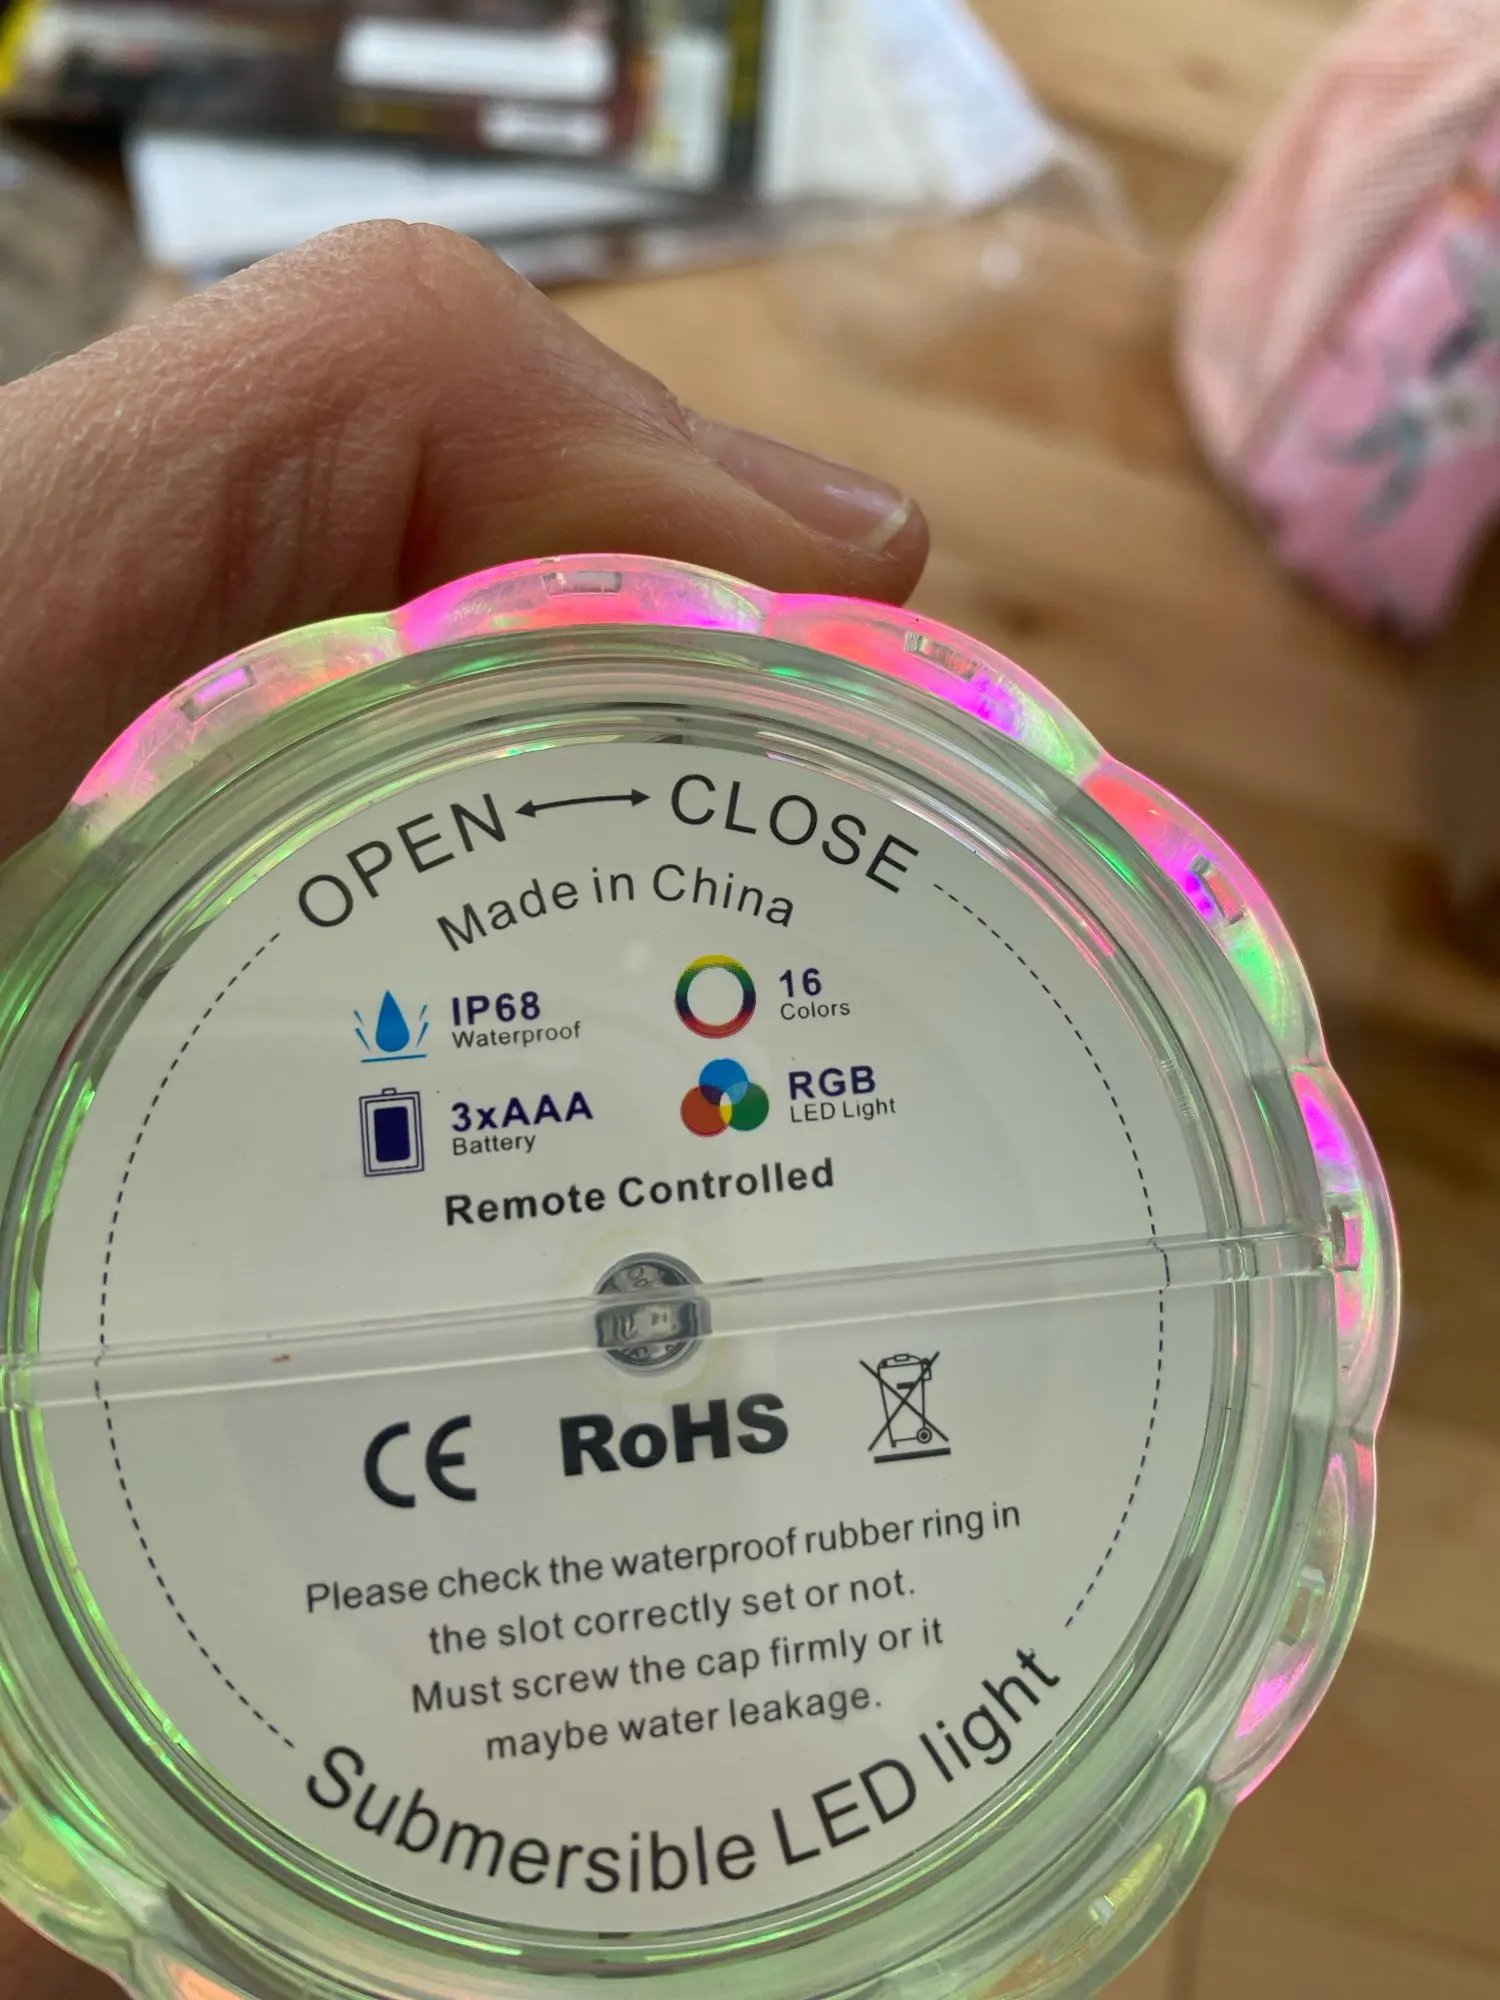 OPEN CLOSE
Made in China
IP68
Waterproof
16
Colors
3xAAA
Battery
RGB
LED Light
Remote Controlled
CE RoHS
Please check the waterproof rubber ring in
the slot correctly set or not.
Must screw the cap firmly or it
maybe water leakage.
Submersible LED light